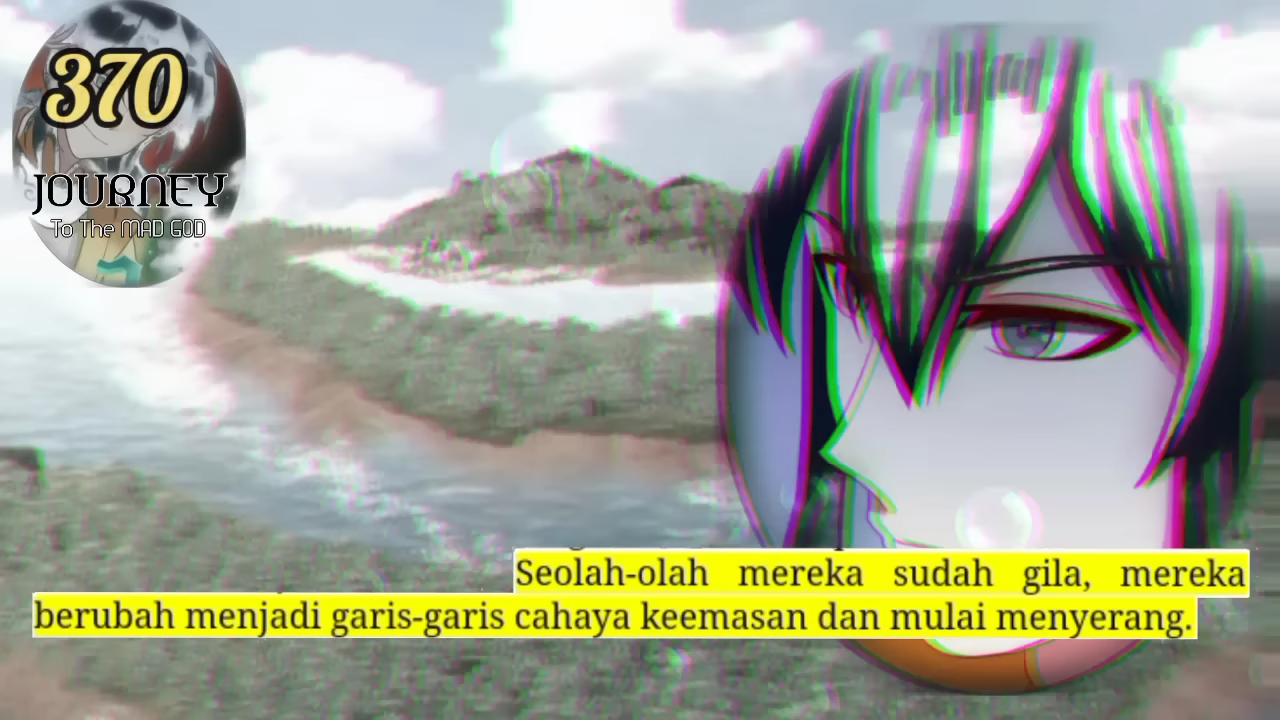 370
JOURNEY
To The MAD GOD
Seolah-olah mereka sudah gila, mereka
berubah menjadi garis-garis cahaya keemasan dan mulai menyerang.